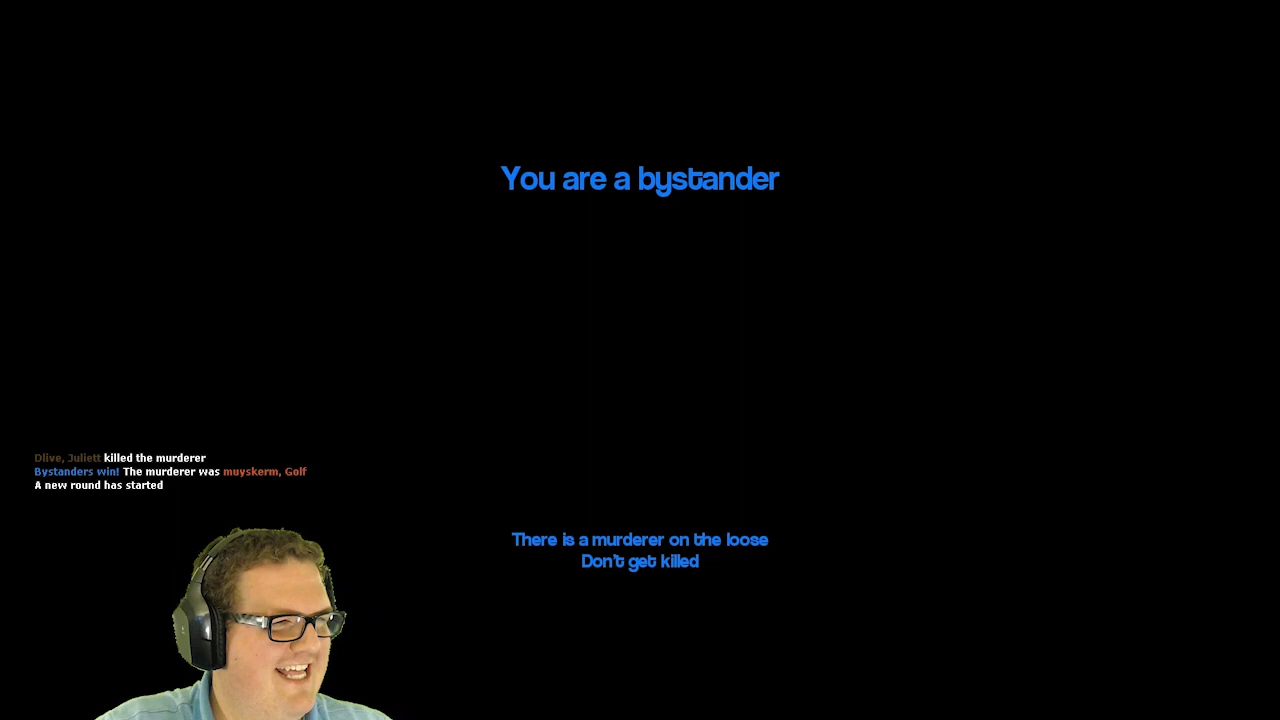 You are a bystander
Dlive, Juliett killed the murderer
Bystanders win! The murderer was muyskerm, Golf
A new round has started
There is a murderer on the loose
Don't get killed